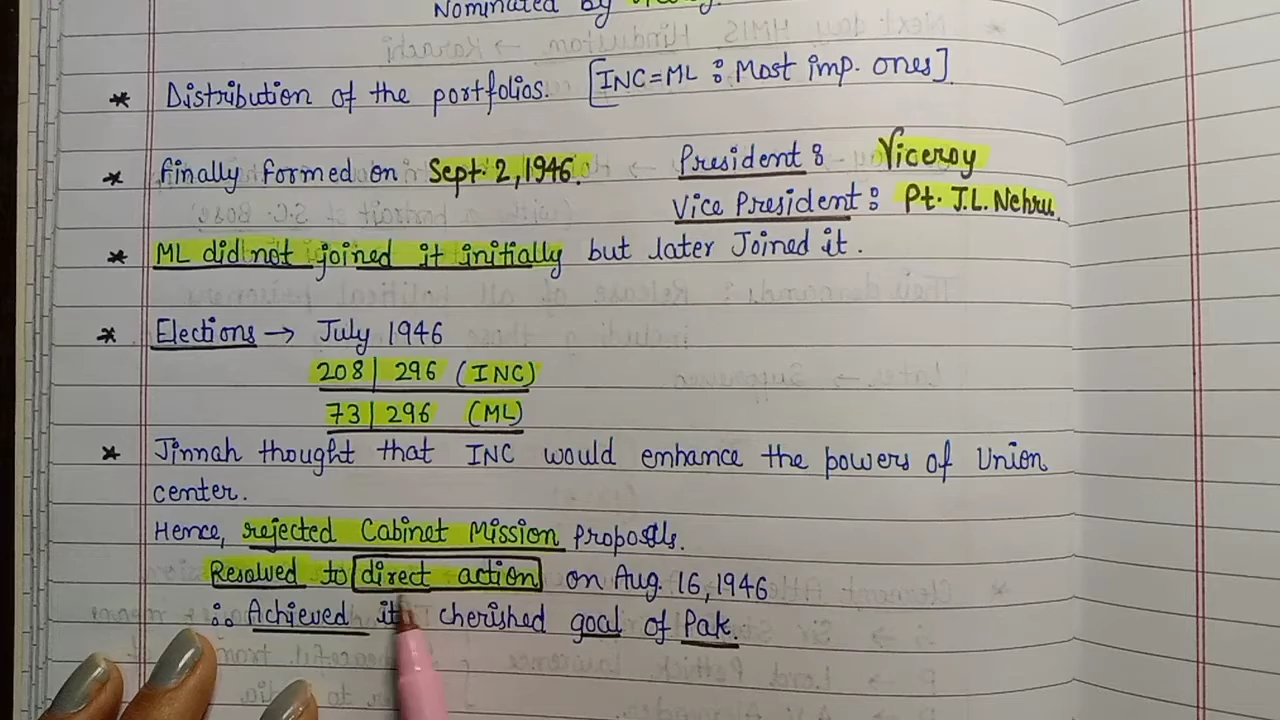 Nominated by
* Distribution of the portfolios. [INC=ML : Most imp. ones]
* finally formed on Sept. 2, 1946. President : Viceroy
Vice President : Pt. J.L. Nehru.
* ML did not joined it initially but later Joined it.
* Elections → July 1946
208 | 296 (INC)
73 | 296 (ML)
* Jinnah thought that INC would enhance the powers of Union
center.
Hence, rejected Cabinet Mission Proposals.
Resolved to direct action on Aug. 16, 1946
∴ Achieved its cherished goal of Pak.